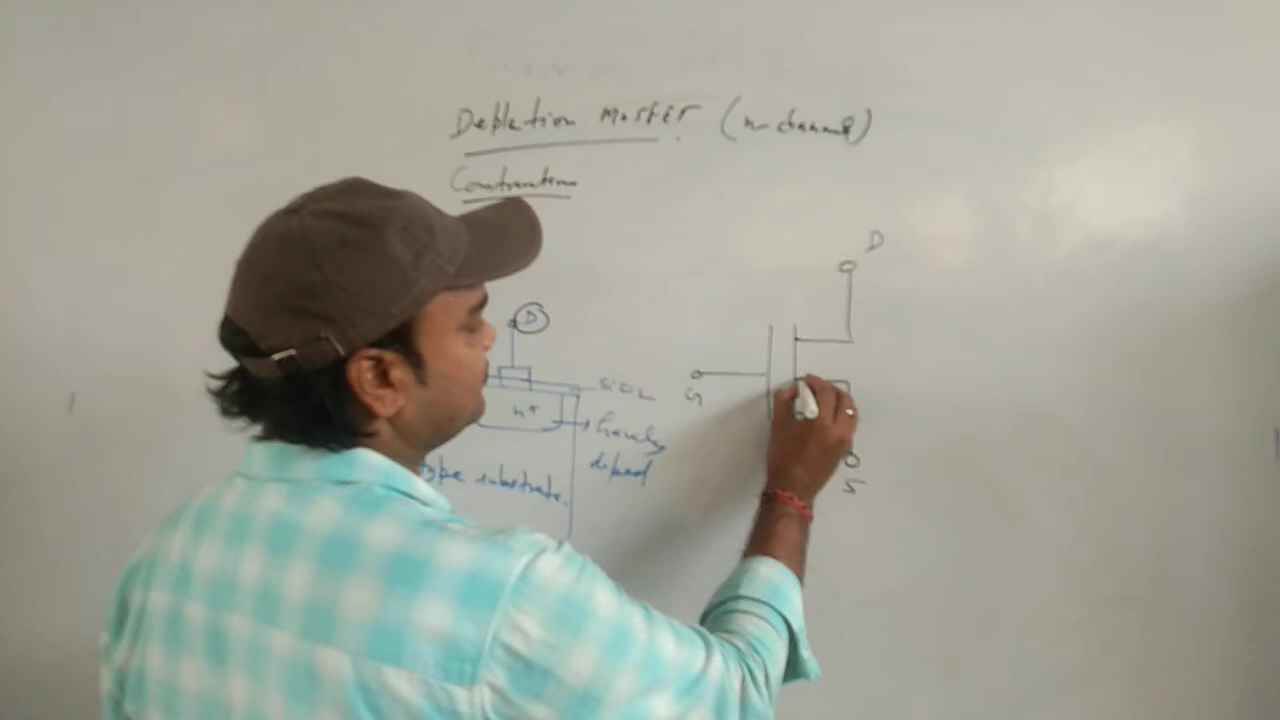 Depletion MOSFET (n-channel)
Construction
D
D
SiO2
G
n+
heavily
doped
type substrate.
S